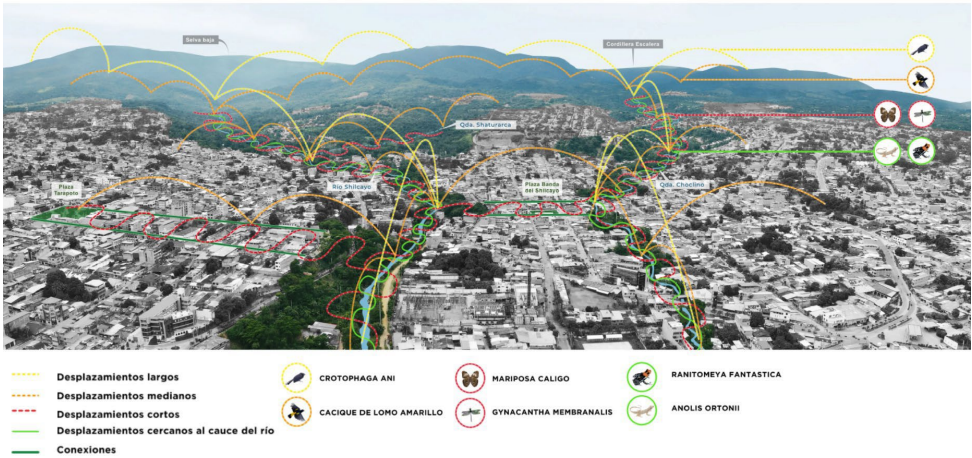 Selva baja
Cordillera Escalera
Qda. Shatururca
Plaza
Tarapoto
Río Shilcayo
Plaza Banda
del Shilcayo
Qda. Choclino
Desplazamientos largos
Desplazamientos medianos
Desplazamientos cortos
Desplazamientos cercanos al cauce del río
Conexiones
CROTOPHAGA ANI
CACIQUE DE LOMO AMARILLO
MARIPOSA CALIGO
GYNACANTHA MEMBRANALIS
RANITOMEYA FANTASTICA
ANOLIS ORTONII